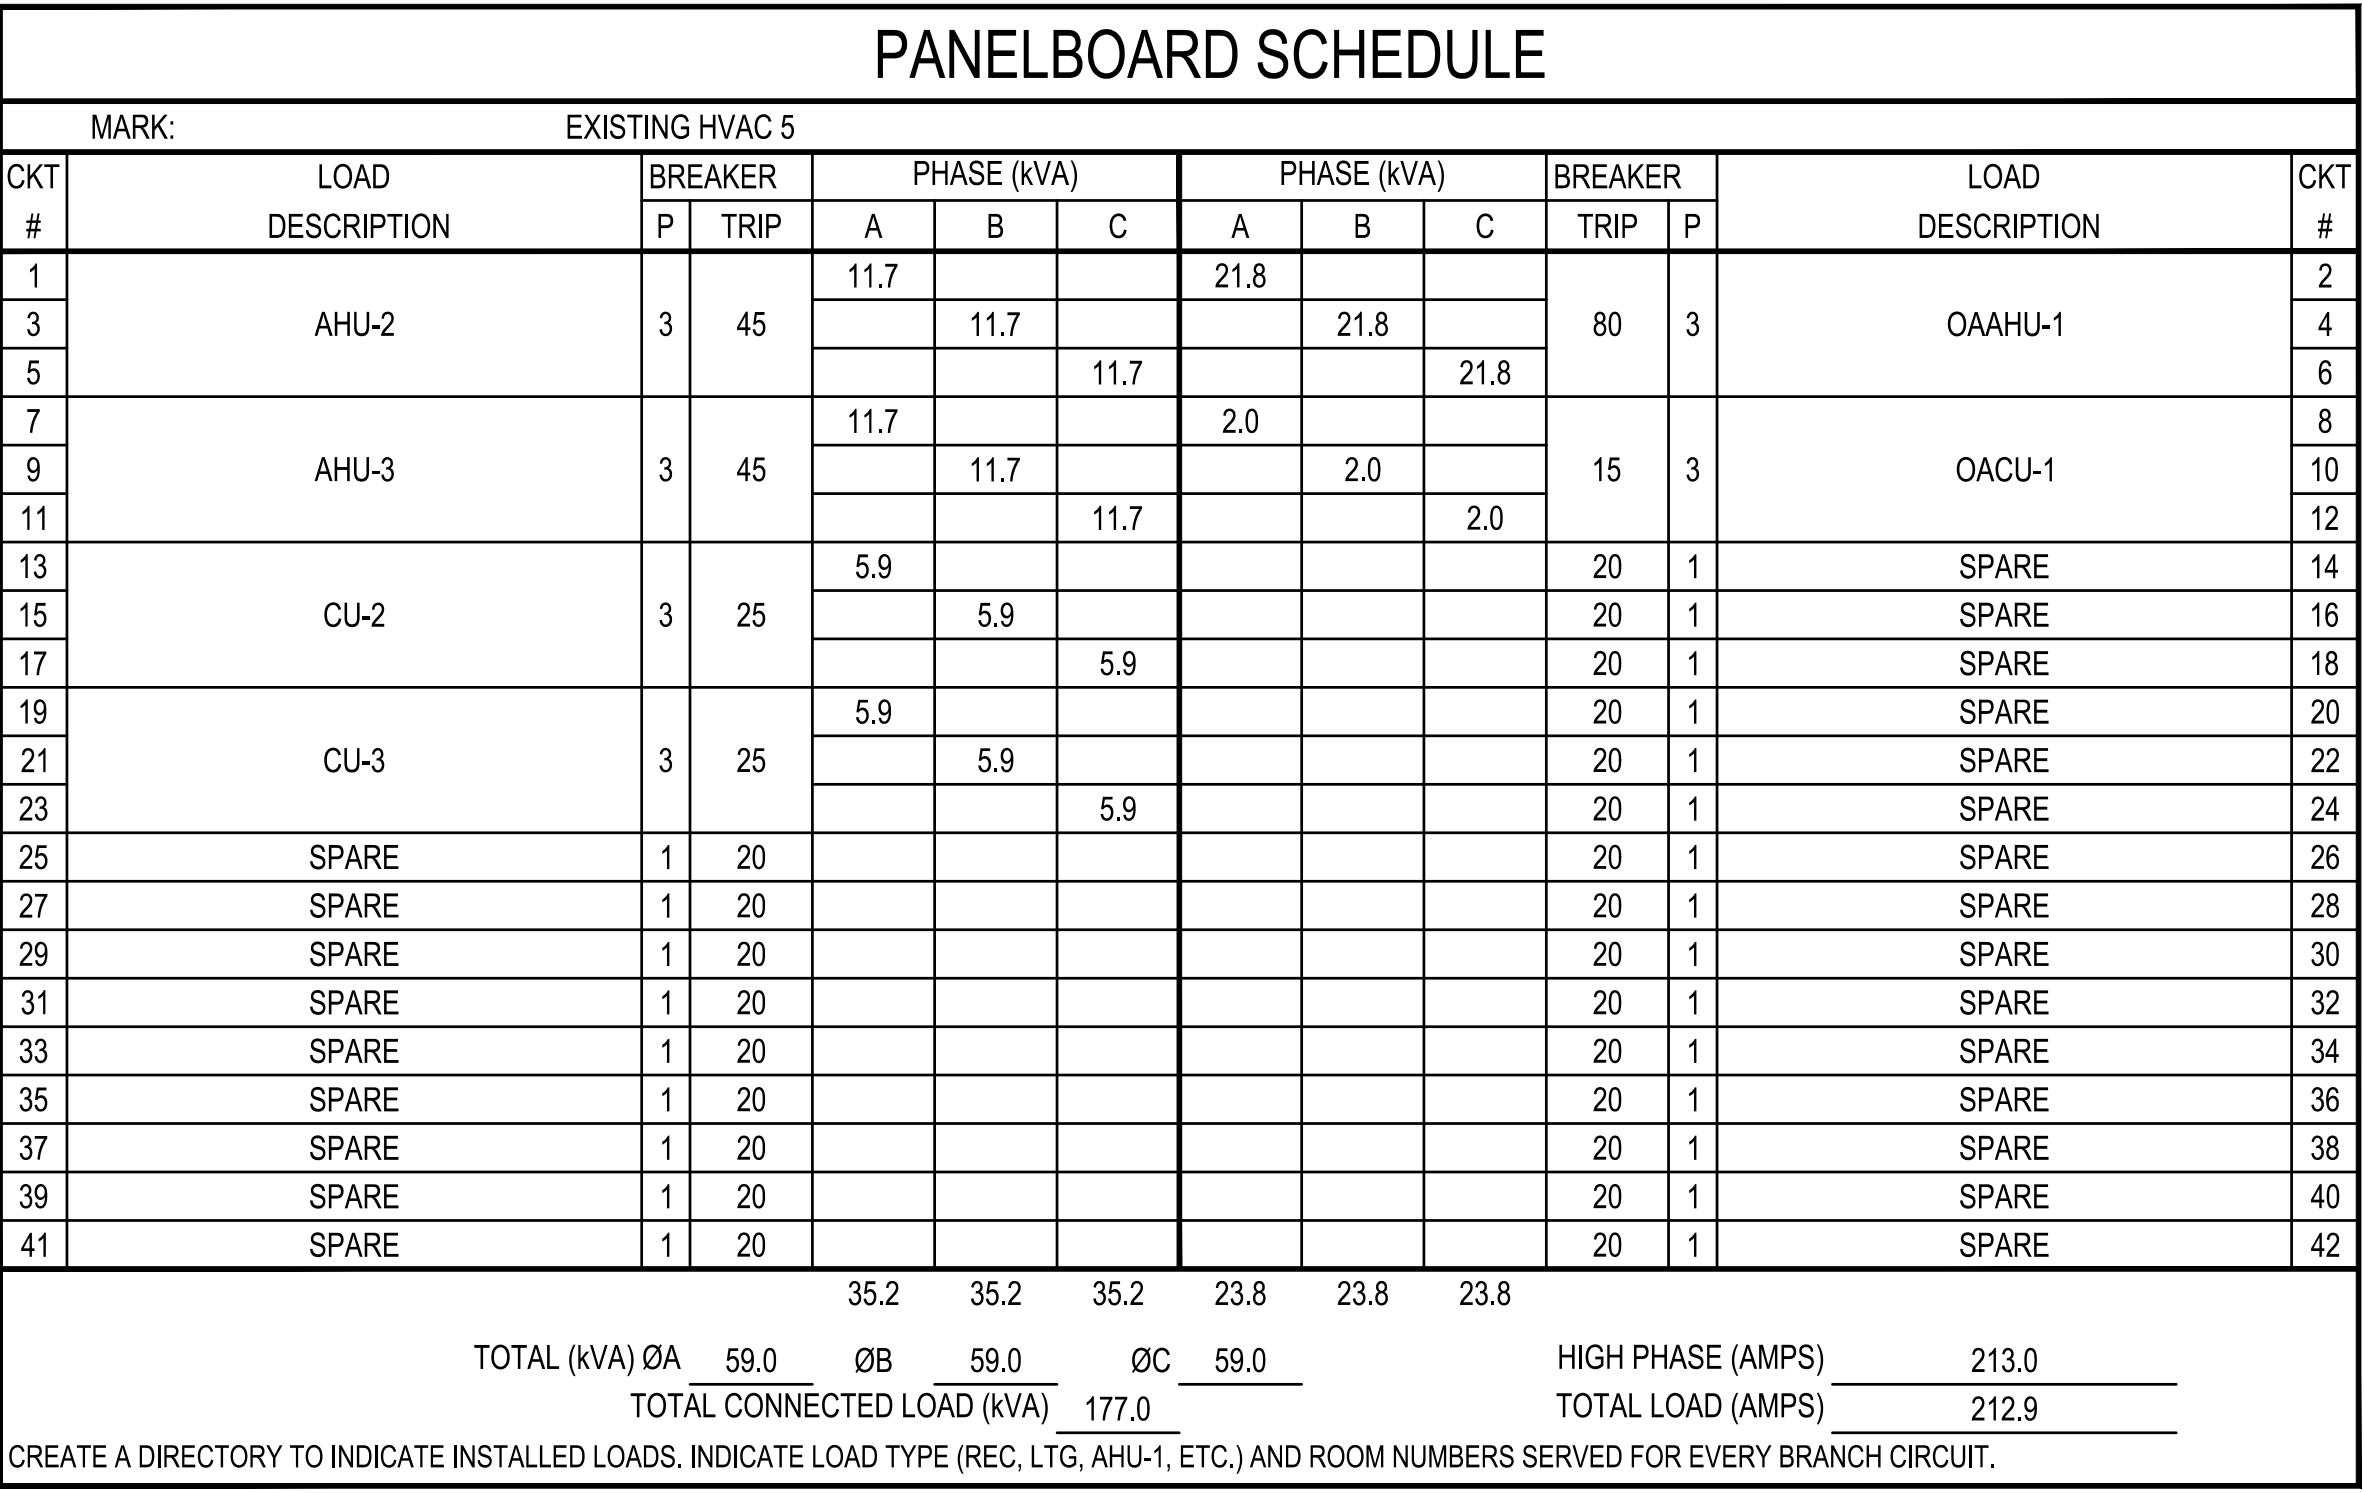 PANELBOARD SCHEDULE
MARK: EXISTING HVAC 5
CKT LOAD BREAKER PHASE (kVA) PHASE (kVA) BREAKER LOAD CKT
# DESCRIPTION P TRIP A B C A B C TRIP P DESCRIPTION #
1 11.7 21.8 2
3 AHU-2 3 45 11.7 21.8 80 3 OAAHU-1 4
5 11.7 21.8 6
7 11.7 2.0 8
9 AHU-3 3 45 11.7 2.0 15 3 OACU-1 10
11 11.7 2.0 12
13 5.9 20 1 SPARE 14
15 CU-2 3 25 5.9 20 1 SPARE 16
17 5.9 20 1 SPARE 18
19 5.9 20 1 SPARE 20
21 CU-3 3 25 5.9 20 1 SPARE 22
23 5.9 20 1 SPARE 24
25 SPARE 1 20 20 1 SPARE 26
27 SPARE 1 20 20 1 SPARE 28
29 SPARE 1 20 20 1 SPARE 30
31 SPARE 1 20 20 1 SPARE 32
33 SPARE 1 20 20 1 SPARE 34
35 SPARE 1 20 20 1 SPARE 36
37 SPARE 1 20 20 1 SPARE 38
39 SPARE 1 20 20 1 SPARE 40
41 SPARE 1 20 20 1 SPARE 42
35.2 35.2 35.2 23.8 23.8 23.8
TOTAL (kVA) ØA 59.0 ØB 59.0 ØC 59.0 HIGH PHASE (AMPS) 213.0
TOTAL CONNECTED LOAD (kVA) 177.0 TOTAL LOAD (AMPS) 212.9
CREATE A DIRECTORY TO INDICATE INSTALLED LOADS. INDICATE LOAD TYPE (REC, LTG, AHU-1, ETC.) AND ROOM NUMBERS SERVED FOR EVERY BRANCH CIRCUIT.